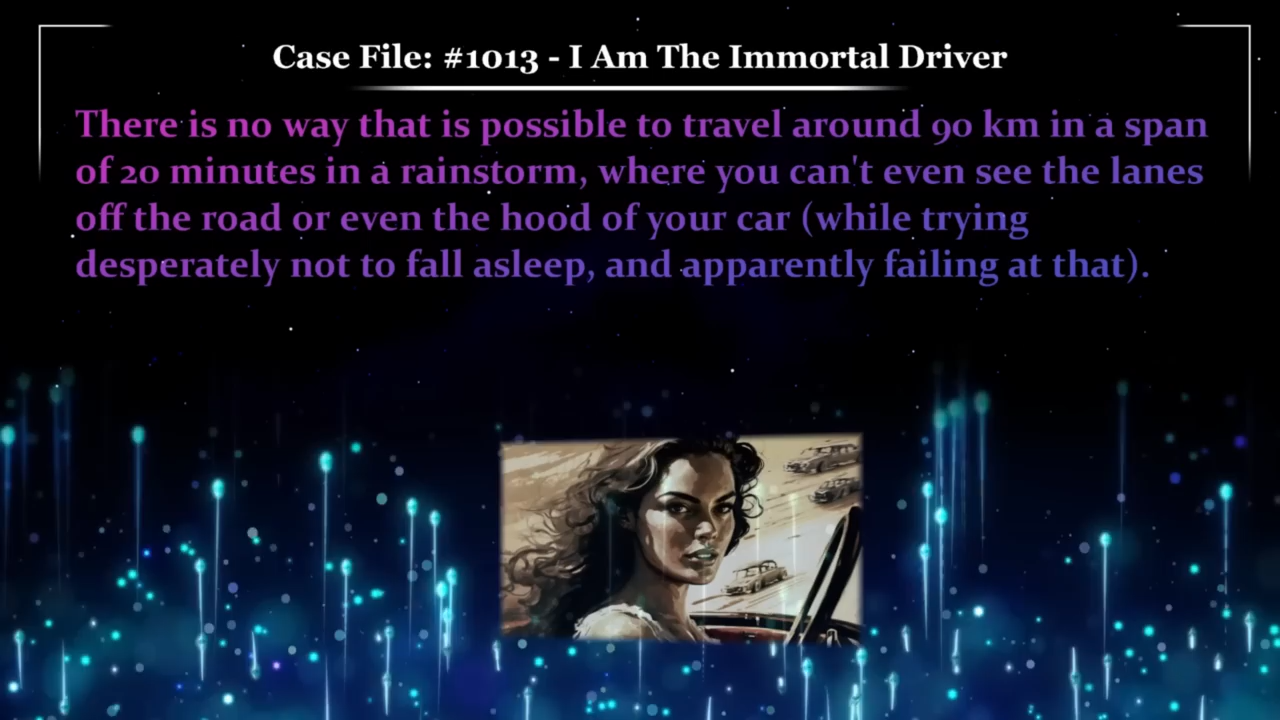 Case File: #1013 - I Am The Immortal Driver
There is no way that is possible to travel around 90 km in a span
of 20 minutes in a rainstorm, where you can't even see the lanes
off the road or even the hood of your car (while trying
desperately not to fall asleep, and apparently failing at that).